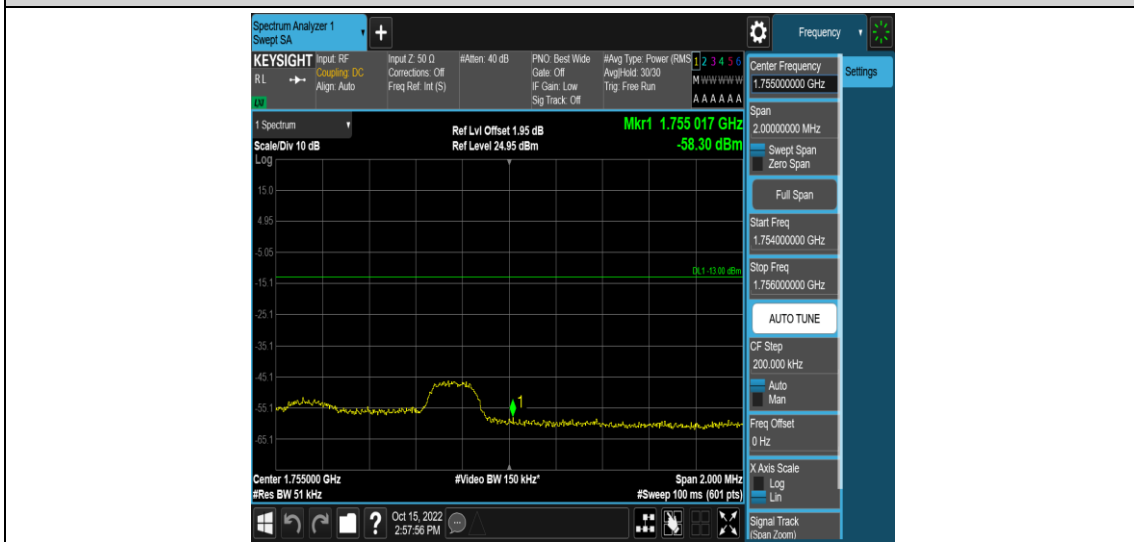 Spectrum Analyzer 1
Swept SA
+
Frequency
KEYSIGHT
RL
Input: RF
Coupling: DC
Align: Auto
Input Z: 50 Ω
Corrections: Off
Freq Ref: Int (S)
#Atten: 40 dB
PNO: Best Wide
Gate: Off
IF Gain: Low
Sig Track: Off
#Avg Type: Power (RMS
Avg|Hold: 30/30
Trig: Free Run
1 2 3 4 5 6
M W W W W W
A A A A A A
1 Spectrum
Scale/Div 10 dB
Ref Lvl Offset 1.95 dB
Ref Level 24.95 dBm
Mkr1 1.755 017 GHz
-58.30 dBm
Log
15.0
4.95
-5.05
DL1 -13.00 dBm
-15.1
-25.1
-35.1
-45.1
-55.1
1
-65.1
Center 1.755000 GHz
#Video BW 150 kHz*
Span 2.000 MHz
#Res BW 51 kHz
#Sweep 100 ms (601 pts)
Center Frequency
1.755000000 GHz
Settings
Span
2.00000000 MHz
Swept Span
Zero Span
Full Span
Start Freq
1.754000000 GHz
Stop Freq
1.756000000 GHz
AUTO TUNE
CF Step
200.000 kHz
Auto
Man
Freq Offset
0 Hz
X Axis Scale
Log
Lin
Signal Track
(Span Zoom)
?
Oct 15, 2022
2:57:56 PM